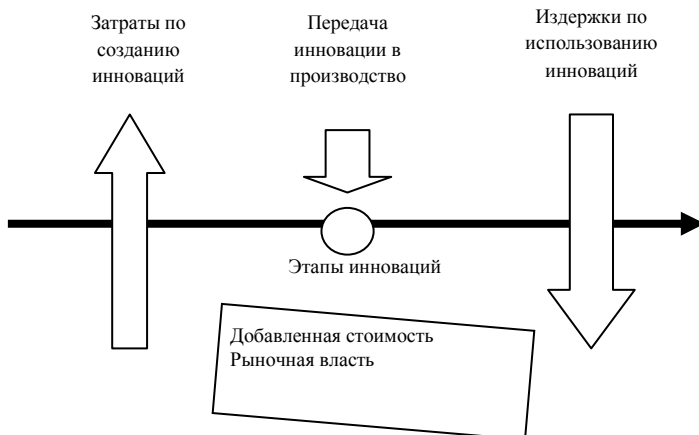 Затраты по
созданию
инноваций
Передача
инновации в
производство
Издержки по
использованию
инноваций
Этапы инноваций
Добавленная стоимость
Рыночная власть